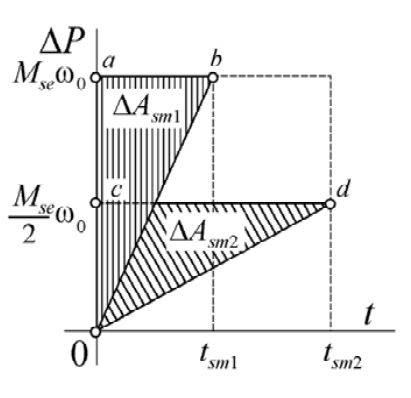 ΔP
a b
M_se ω_0
ΔA_sm1
c
M_se/2 ω_0
d
ΔA_sm2
t
0
t_sm1 t_sm2